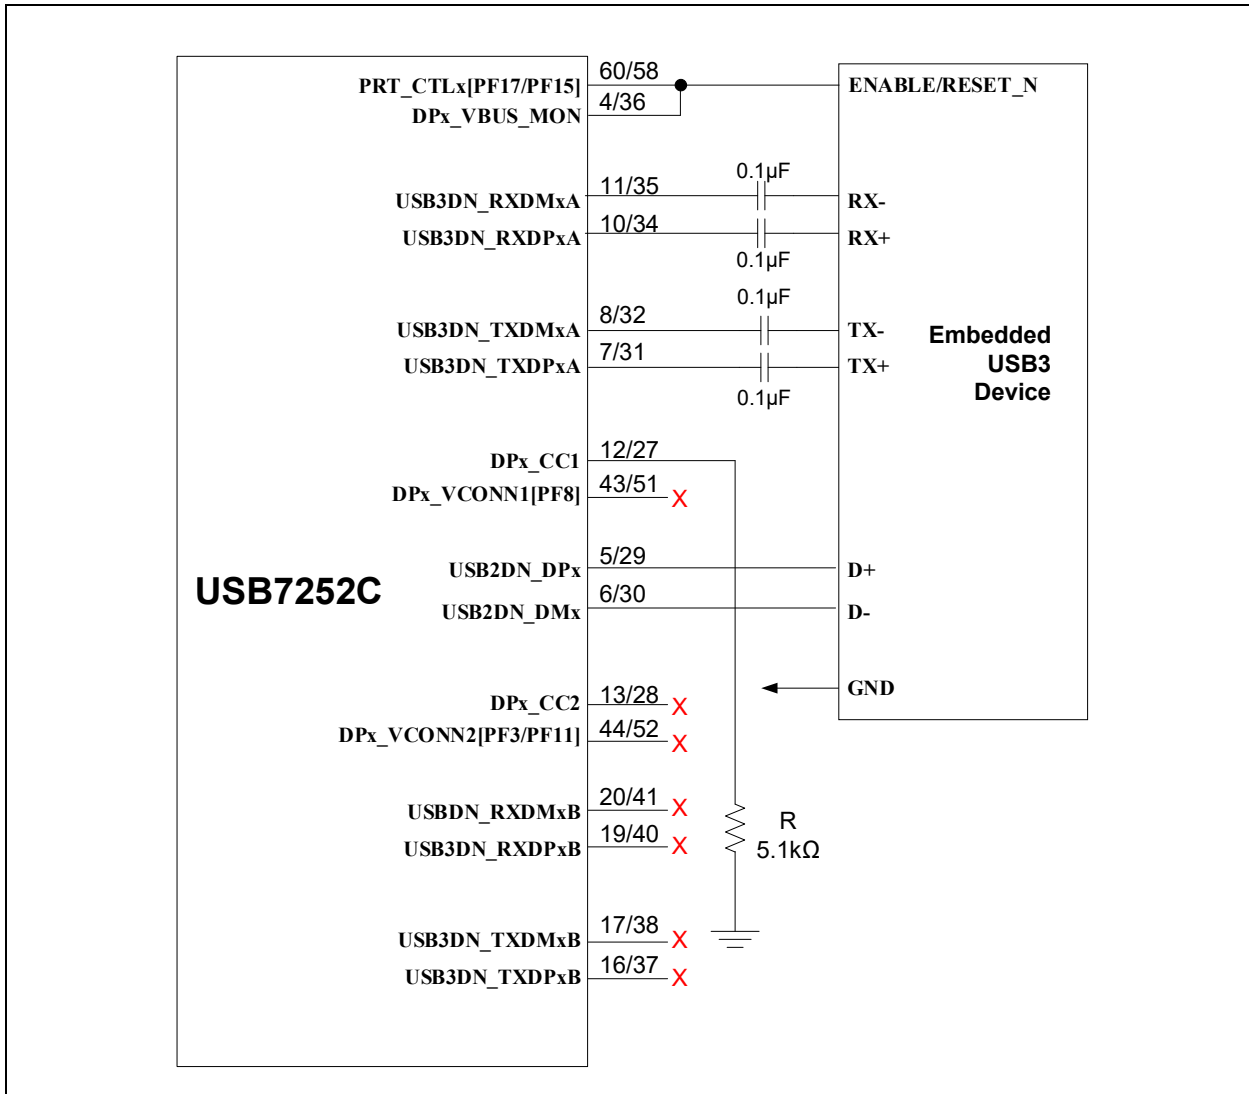 PRT_CTLx[PF17/PF15]
60/58
ENABLE/RESET_N
DPx_VBUS_MON
4/36
0.1µF
USB3DN_RXDMxA
11/35
RX-
USB3DN_RXDPxA
10/34
RX+
0.1µF
0.1µF
USB3DN_TXDMxA
8/32
TX-
USB3DN_TXDPxA
7/31
TX+
0.1µF
Embedded
USB3
Device
DPx_CC1
12/27
DPx_VCONN1[PF8]
43/51
X
USB7252C
USB2DN_DPx
5/29
D+
USB2DN_DMx
6/30
D-
GND
DPx_CC2
13/28
X
DPx_VCONN2[PF3/PF11]
44/52
X
USBDN_RXDMxB
20/41
X
USB3DN_RXDPxB
19/40
X
R
5.1kΩ
USB3DN_TXDMxB
17/38
X
USB3DN_TXDPxB
16/37
X